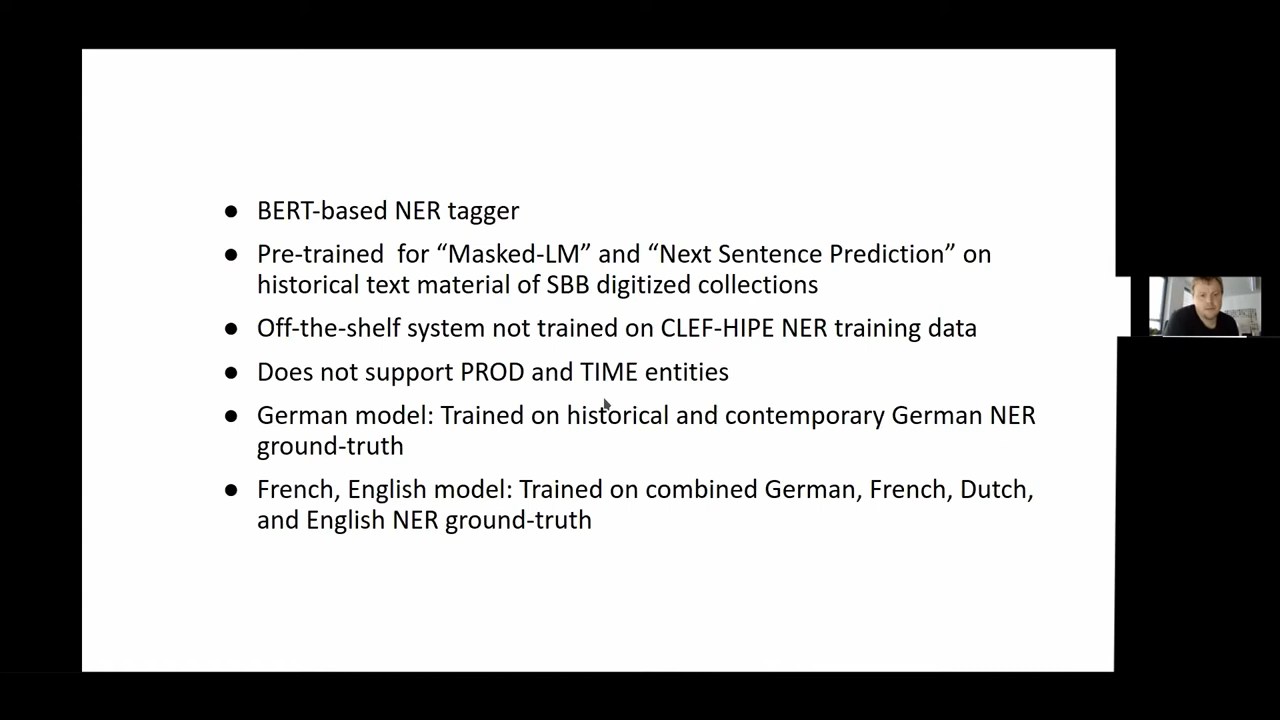 ● BERT-based NER tagger
● Pre-trained  for “Masked-LM” and “Next Sentence Prediction” on
historical text material of SBB digitized collections
● Off-the-shelf system not trained on CLEF-HIPE NER training data
● Does not support PROD and TIME entities
● German model: Trained on historical and contemporary German NER
ground-truth
● French, English model: Trained on combined German, French, Dutch,
and English NER ground-truth